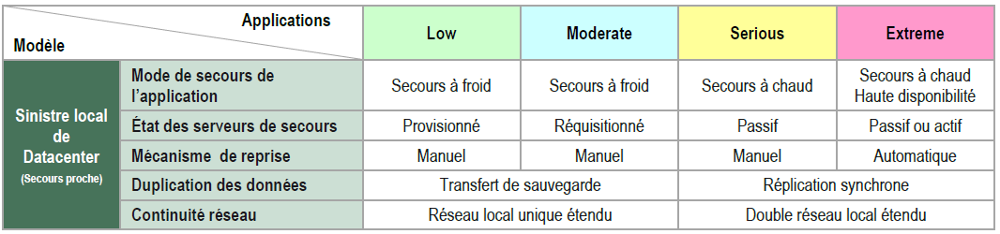 Applications
Modèle
Low
Moderate
Serious
Extreme
Sinistre local
de
Datacenter
(Secours proche)
Mode de secours de
l’application
Secours à froid
Secours à froid
Secours à chaud
Secours à chaud
Haute disponibilité
État des serveurs de secours
Provisionné
Réquisitionné
Passif
Passif ou actif
Mécanisme de reprise
Manuel
Manuel
Manuel
Automatique
Duplication des données
Transfert de sauvegarde
Réplication synchrone
Continuité réseau
Réseau local unique étendu
Double réseau local étendu